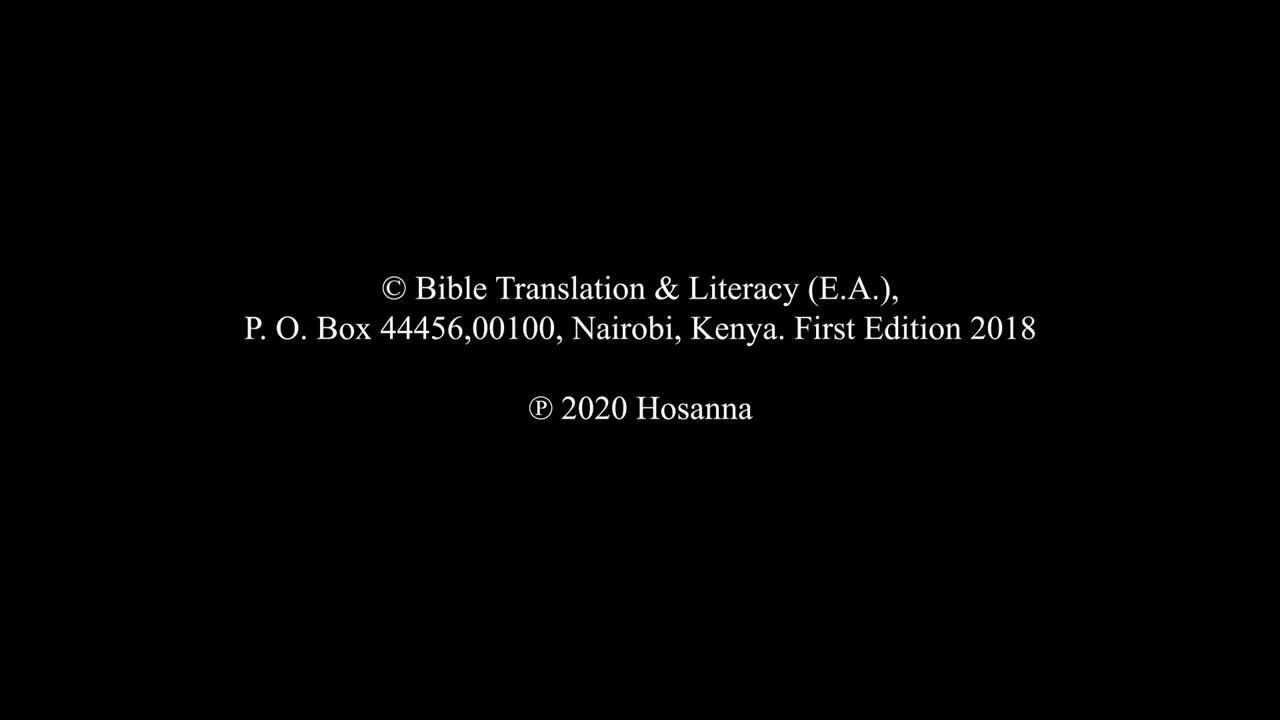 © Bible Translation & Literacy (E.A.),
P. O. Box 44456,00100, Nairobi, Kenya. First Edition 2018
℗ 2020 Hosanna